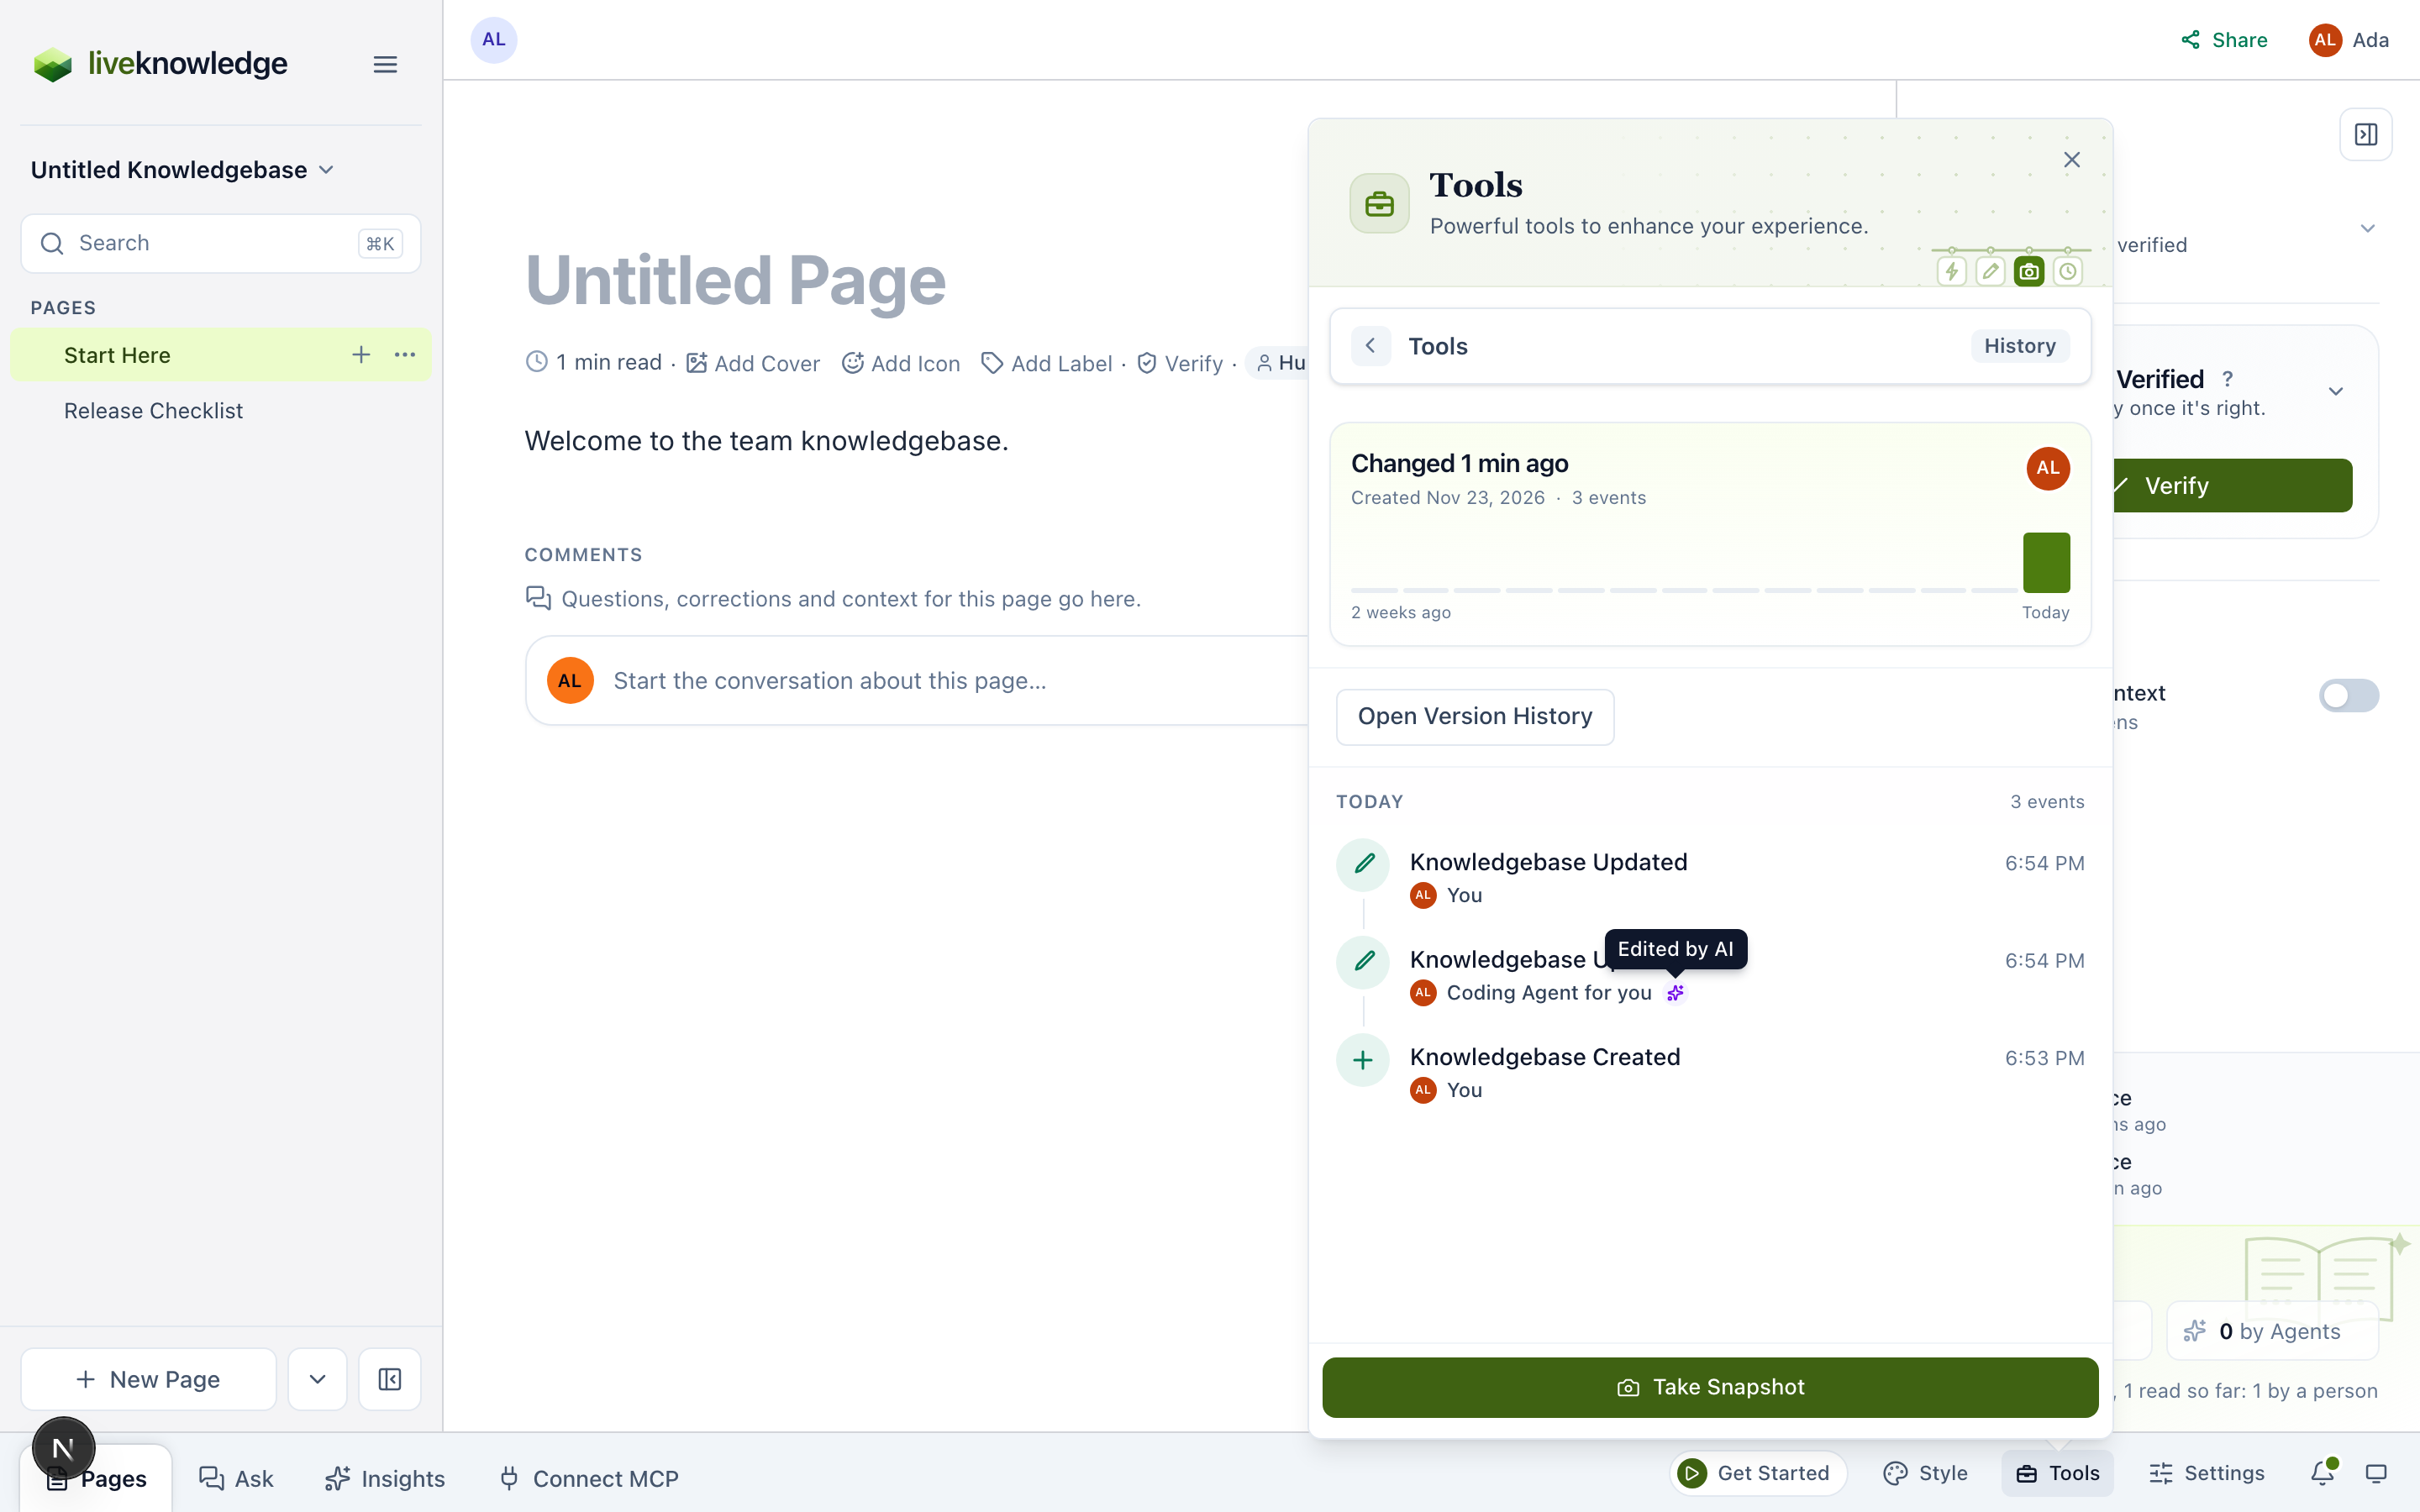 liveknowledge
AL
Share
AL Ada
Untitled Knowledgebase
Search ⌘K
PAGES
Start Here
Release Checklist
Untitled Page
1 min read · Add Cover Add Icon Add Label · Verify · Hu
Welcome to the team knowledgebase.
COMMENTS
Questions, corrections and context for this page go here.
AL Start the conversation about this page...
Tools
Powerful tools to enhance your experience.
Tools History
Changed 1 min ago AL
Created Nov 23, 2026 · 3 events
2 weeks ago Today
Open Version History
TODAY 3 events
Knowledgebase Updated 6:54 PM
AL You
Edited by AI
Knowledgebase 6:54 PM
AL Coding Agent for you
Knowledgebase Created 6:53 PM
AL You
Take Snapshot
verified
Verified ?
y once it's right.
Verify
ntext
ens
ce
ns ago
ce
n ago
0 by Agents
, 1 read so far: 1 by a person
New Page
N
Pages Ask Insights Connect MCP
Get Started Style Tools Settings